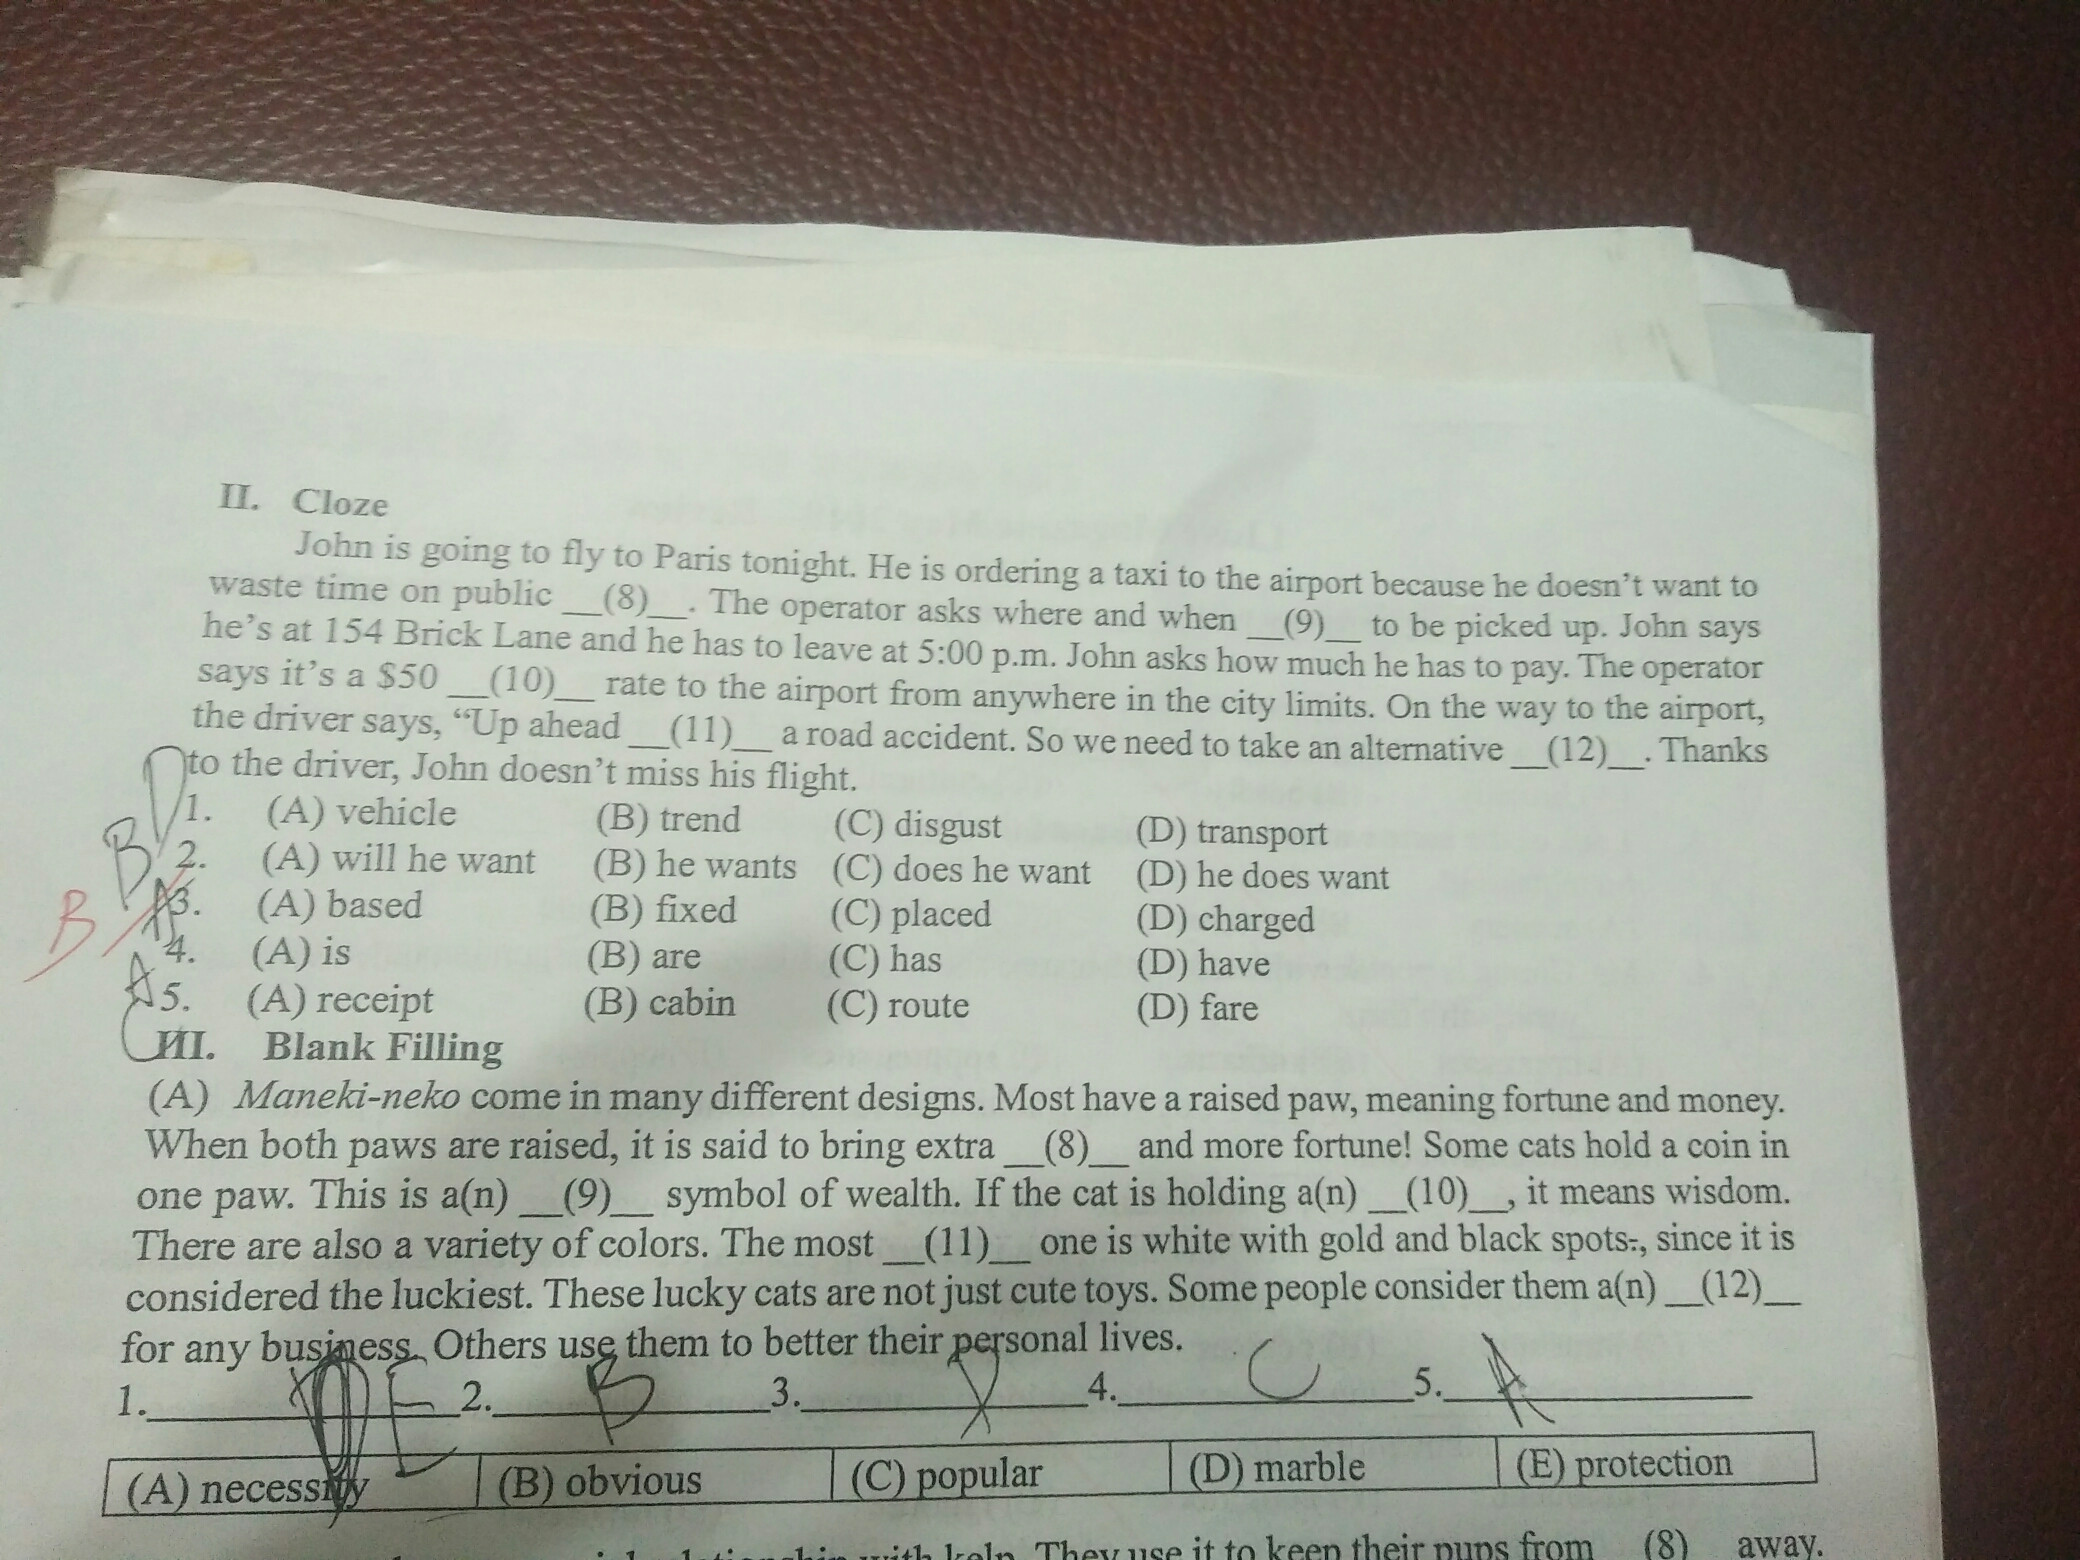 II. Cloze
John is going to fly to Paris tonight. He is ordering a taxi to the airport because he doesn't want to
waste time on public __(8)__. The operator asks where and when __(9)__ to be picked up. John says
he's at 154 Brick Lane and he has to leave at 5:00 p.m. John asks how much he has to pay. The operator
says it's a $50 __(10)__ rate to the airport from anywhere in the city limits. On the way to the airport,
the driver says, “Up ahead __(11)__ a road accident. So we need to take an alternative __(12)__. Thanks
to the driver, John doesn't miss his flight.
D 1. (A) vehicle (B) trend (C) disgust (D) transport
B 2. (A) will he want (B) he wants (C) does he want (D) he does want
B A 3. (A) based (B) fixed (C) placed (D) charged
A 4. (A) is (B) are (C) has (D) have
C 5. (A) receipt (B) cabin (C) route (D) fare
III. Blank Filling
(A) Maneki-neko come in many different designs. Most have a raised paw, meaning fortune and money.
When both paws are raised, it is said to bring extra __(8)__ and more fortune! Some cats hold a coin in
one paw. This is a(n) __(9)__ symbol of wealth. If the cat is holding a(n) __(10)__, it means wisdom.
There are also a variety of colors. The most __(11)__ one is white with gold and black spots., since it is
considered the luckiest. These lucky cats are not just cute toys. Some people consider them a(n) __(12)__
for any business. Others use them to better their personal lives.
1. E 2. B 3. D 4. C 5. A
(A) necessity (B) obvious (C) popular (D) marble (E) protection
with kelp. They use it to keep their pups from (8) away.